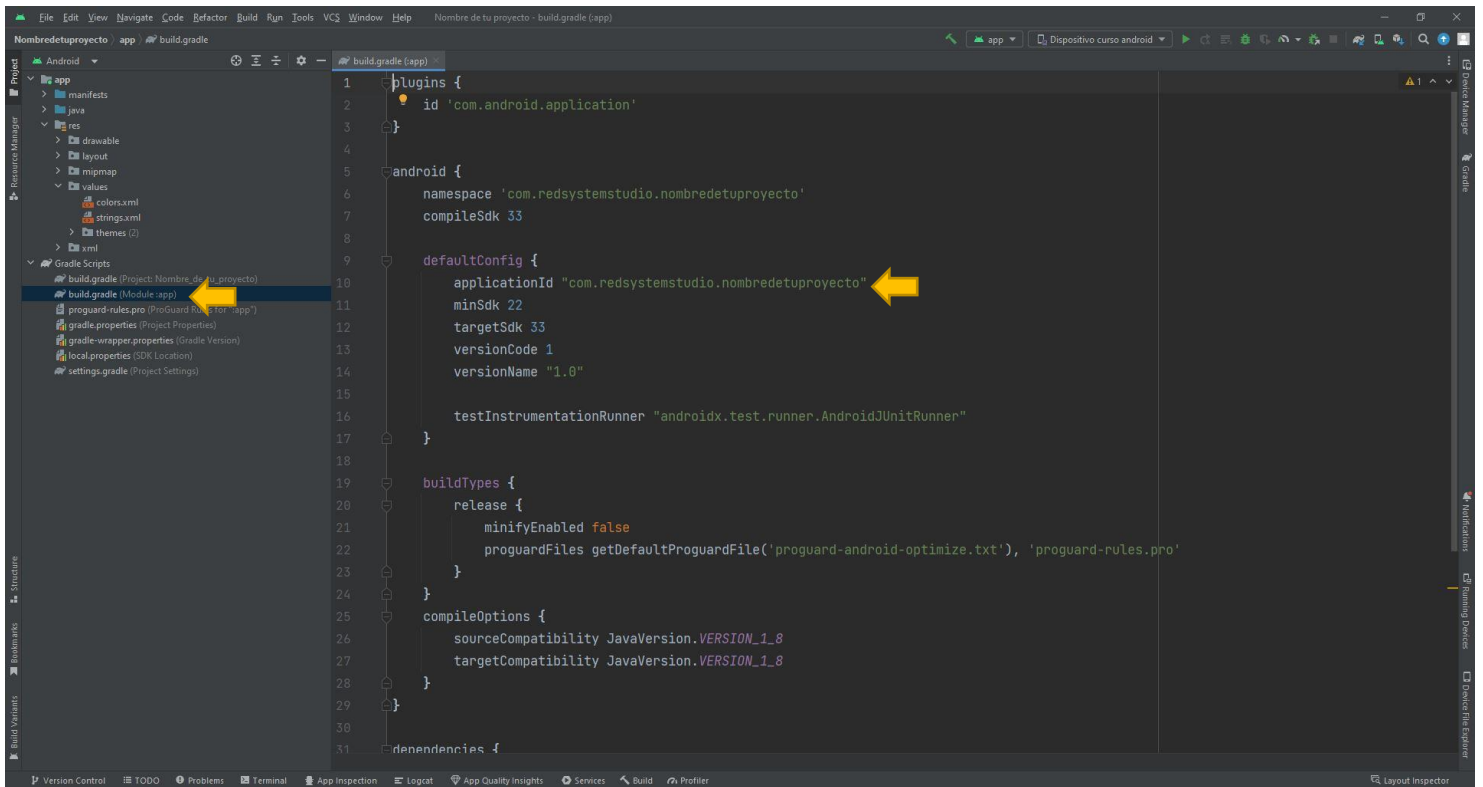 File Edit View Navigate Code Refactor Build Run Tools VCS Window Help Nombre de tu proyecto - build.gradle (:app)
Nombredetuproyecto app build.gradle
app Dispositivo curso android
Android
build.gradle (:app)
Project
Resource Manager
Structure
Bookmarks
Build Variants
app
manifests
java
res
drawable
layout
mipmap
values
colors.xml
strings.xml
themes (2)
xml
Gradle Scripts
build.gradle (Project: Nombre_de_tu_proyecto)
build.gradle (Module :app)
proguard-rules.pro (ProGuard Rules for ":app")
gradle.properties (Project Properties)
gradle-wrapper.properties (Gradle Version)
local.properties (SDK Location)
settings.gradle (Project Settings)
1 plugins {
2 id 'com.android.application'
3 }
4
5 android {
6 namespace 'com.redsystemstudio.nombredetuproyecto'
7 compileSdk 33
8
9 defaultConfig {
10 applicationId "com.redsystemstudio.nombredetuproyecto"
11 minSdk 22
12 targetSdk 33
13 versionCode 1
14 versionName "1.0"
15
16 testInstrumentationRunner "androidx.test.runner.AndroidJUnitRunner"
17 }
18
19 buildTypes {
20 release {
21 minifyEnabled false
22 proguardFiles getDefaultProguardFile('proguard-android-optimize.txt'), 'proguard-rules.pro'
23 }
24 }
25 compileOptions {
26 sourceCompatibility JavaVersion.VERSION_1_8
27 targetCompatibility JavaVersion.VERSION_1_8
28 }
29 }
30
31 dependencies {
1
Device Manager
Gradle
Notifications
Running Devices
Device File Explorer
Version Control TODO Problems Terminal App Inspection Logcat App Quality Insights Services Build Profiler Layout Inspector